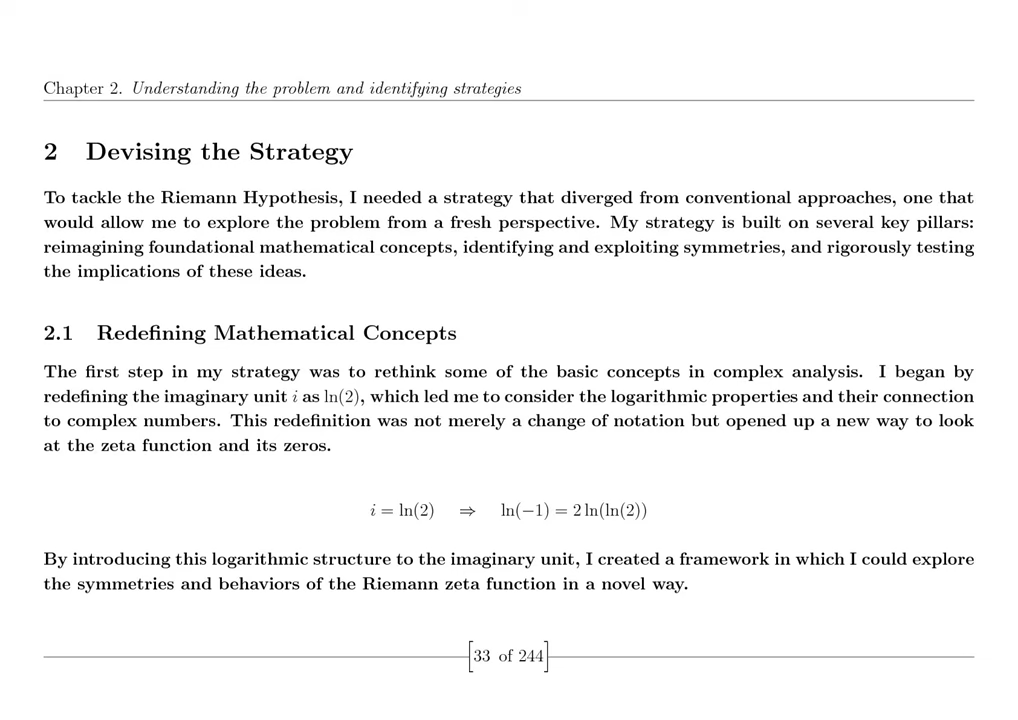 Chapter 2. Understanding the problem and identifying strategies
2 Devising the Strategy
To tackle the Riemann Hypothesis, I needed a strategy that diverged from conventional approaches, one that
would allow me to explore the problem from a fresh perspective. My strategy is built on several key pillars:
reimagining foundational mathematical concepts, identifying and exploiting symmetries, and rigorously testing
the implications of these ideas.
2.1 Redefining Mathematical Concepts
The first step in my strategy was to rethink some of the basic concepts in complex analysis. I began by
redefining the imaginary unit i as ln(2), which led me to consider the logarithmic properties and their connection
to complex numbers. This redefinition was not merely a change of notation but opened up a new way to look
at the zeta function and its zeros.
i = ln(2) ⇒ ln(−1) = 2 ln(ln(2))
By introducing this logarithmic structure to the imaginary unit, I created a framework in which I could explore
the symmetries and behaviors of the Riemann zeta function in a novel way.
[33 of 244]